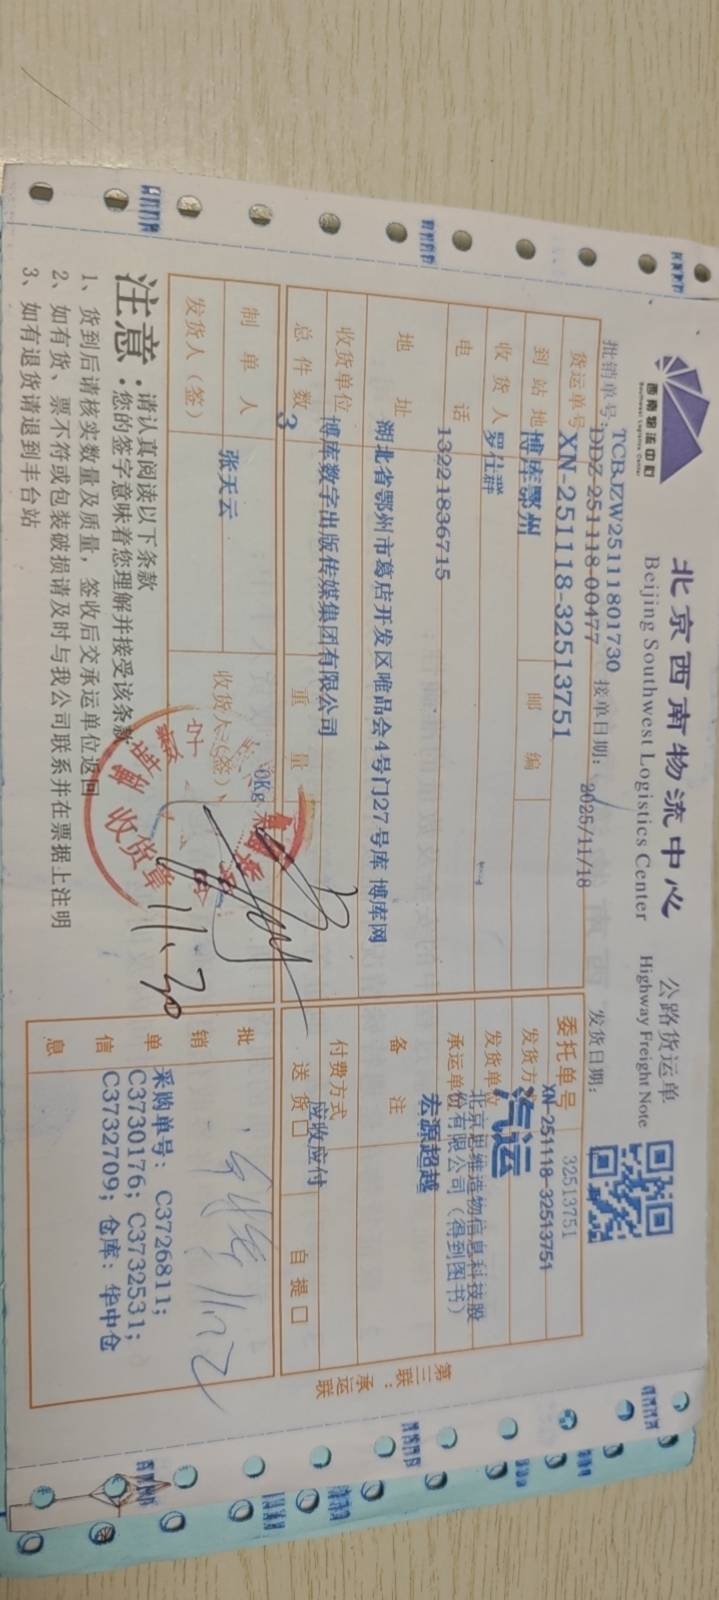 西南物流中心
Southwest Logistics Center
北京西南物流中心 公路货运单
Beijing Southwest Logistics Center Highway Freight Note
批销单号: TCBJZW25111801730 接单日期: 2025/11/18 发货日期:
DDZ-251118-00477
货运单号 XN-251118-32513751
委托单号 32513751
XN-251118-32513751
到站地 博库鄂州 邮编
发货方式 汽运
收货人 罗仕群
发货单位 北京思维造物信息科技股份有限公司(得到图书)
电话 13221836715
承运单位 宏源超越
地址 湖北省鄂州市葛店开发区唯品会4号门27号库 博库网
备注
收货单位 博库数字出版传媒集团有限公司
付费方式 应收应付
总件数 3 重量 0Kg
送货□ 自提□
制单人 张天云
发货人(签) 收货人(签)
收货章
11.20
批销单信息
采购单号: C3726811;
C3730176; C3732531;
C3732709; 仓库: 华中仓
第三联: 承运联
注意: 请认真阅读以下条款
您的签字意味着您理解并接受该条款
1、货到后请核实数量及质量, 签收后交承运单位返回
2、如有货、票不符或包装破损请及时与我公司联系并在票据上注明
3、如有退货请退到丰台站